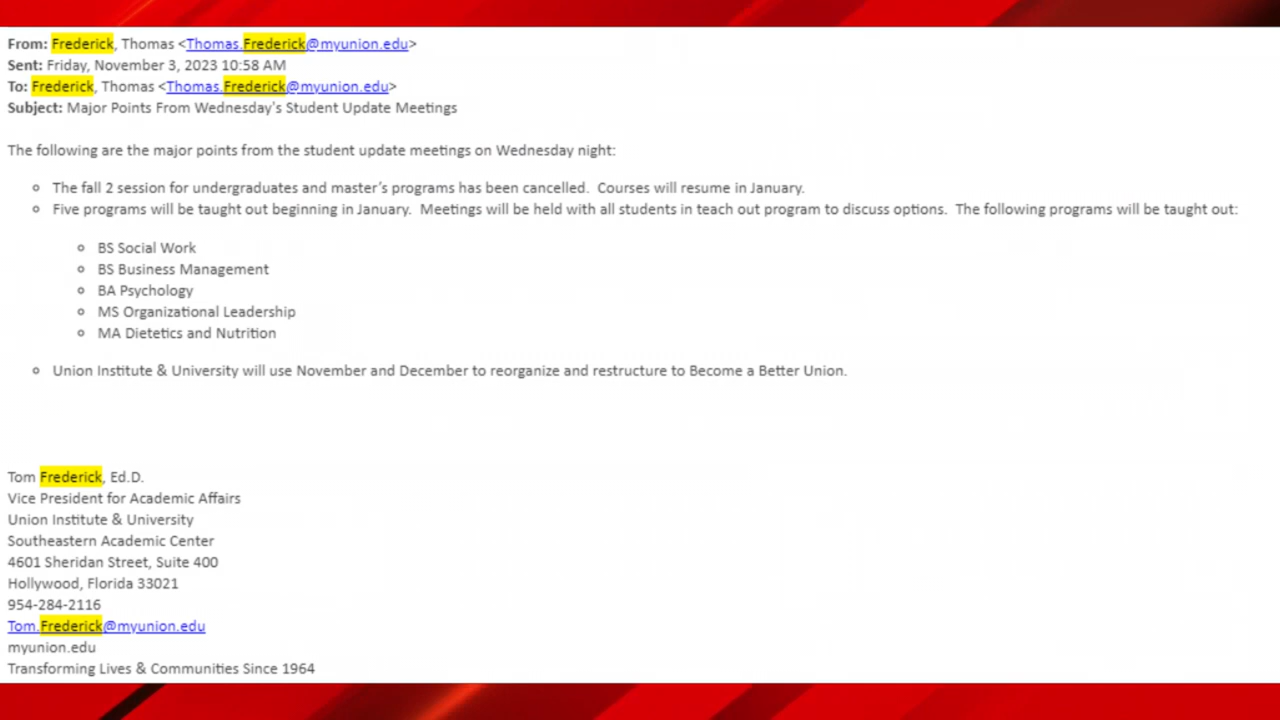 From: Frederick, Thomas <Thomas.Frederick@myunion.edu>
Sent: Friday, November 3, 2023 10:58 AM
To: Frederick, Thomas <Thomas.Frederick@myunion.edu>
Subject: Major Points From Wednesday's Student Update Meetings
The following are the major points from the student update meetings on Wednesday night:
The fall 2 session for undergraduates and master’s programs has been cancelled.  Courses will resume in January.
Five programs will be taught out beginning in January.  Meetings will be held with all students in teach out program to discuss options.  The following programs will be taught out:
BS Social Work
BS Business Management
BA Psychology
MS Organizational Leadership
MA Dietetics and Nutrition
Union Institute & University will use November and December to reorganize and restructure to Become a Better Union.
Tom Frederick, Ed.D.
Vice President for Academic Affairs
Union Institute & University
Southeastern Academic Center
4601 Sheridan Street, Suite 400
Hollywood, Florida 33021
954-284-2116
Tom.Frederick@myunion.edu
myunion.edu
Transforming Lives & Communities Since 1964